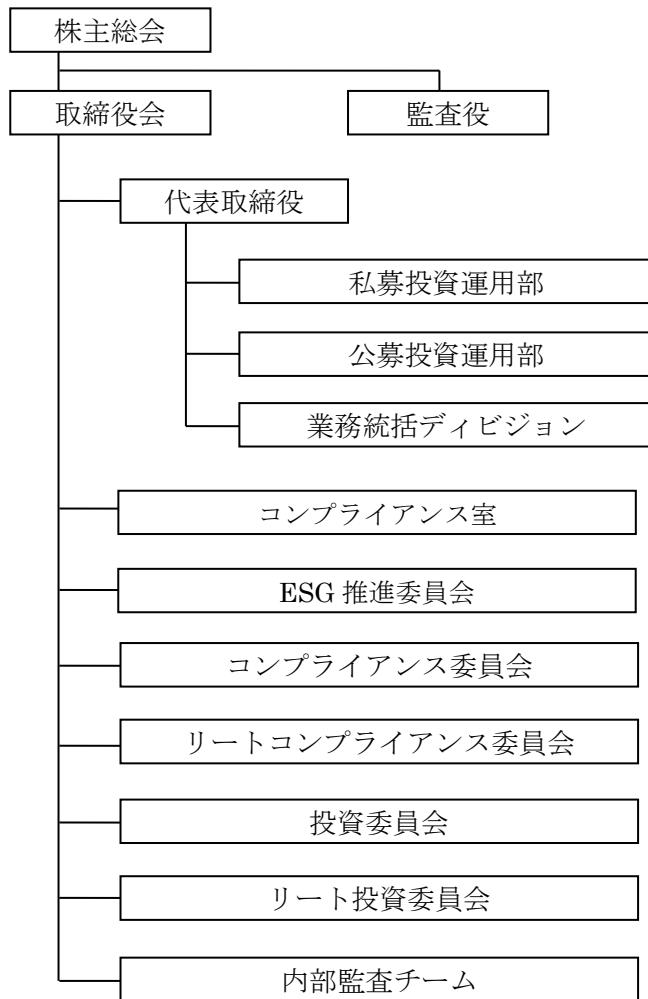 株主総会
取締役会
監査役
代表取締役
私募投資運用部
公募投資運用部
業務統括ディビジョン
コンプライアンス室
ESG 推進委員会
コンプライアンス委員会
リートコンプライアンス委員会
投資委員会
リート投資委員会
内部監査チーム